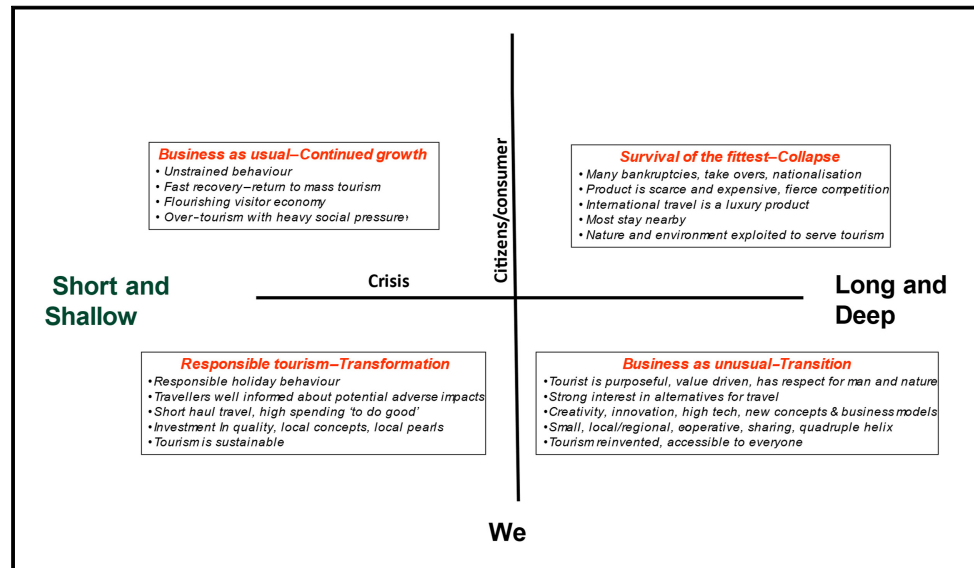 Citizens/consumer
Business as usual–Continued growth
•Unstrained behaviour
•Fast recovery–return to mass tourism
•Flourishing visitor economy
•Over-tourism with heavy social pressure
Survival of the fittest–Collapse
•Many bankruptcies, take overs, nationalisation
•Product is scarce and expensive, fierce competition
•International travel is a luxury product
•Most stay nearby
•Nature and environment exploited to serve tourism
Short and
Shallow
Crisis
Long and
Deep
Responsible tourism–Transformation
•Responsible holiday behaviour
•Travellers well informed about potential adverse impacts
•Short haul travel, high spending ‘to do good’
•Investment In quality, local concepts, local pearls
•Tourism is sustainable
Business as unusual–Transition
•Tourist is purposeful, value driven, has respect for man and nature
•Strong interest in alternatives for travel
•Creativity, innovation, high tech, new concepts & business models
•Small, local/regional, cooperative, sharing, quadruple helix
•Tourism reinvented, accessible to everyone
We